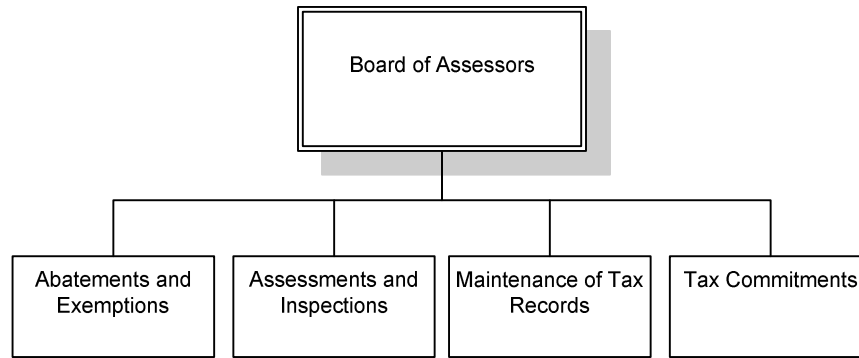 Board of Assessors
Abatements and
Exemptions
Assessments and
Inspections
Maintenance of Tax
Records
Tax Commitments